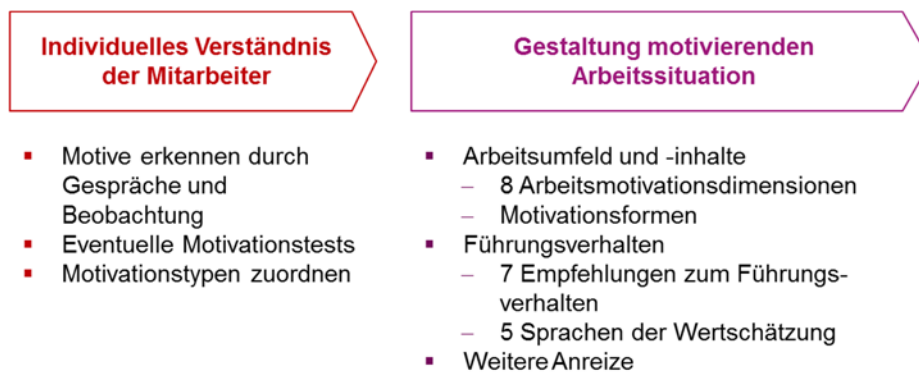 Individuelles Verständnis
der Mitarbeiter
▪ Motive erkennen durch
Gespräche und
Beobachtung
▪ Eventuelle Motivationstests
▪ Motivationstypen zuordnen
Gestaltung motivierenden
Arbeitssituation
▪ Arbeitsumfeld und -inhalte
– 8 Arbeitsmotivationsdimensionen
– Motivationsformen
▪ Führungsverhalten
– 7 Empfehlungen zum Führungs-
verhalten
– 5 Sprachen der Wertschätzung
▪ Weitere Anreize